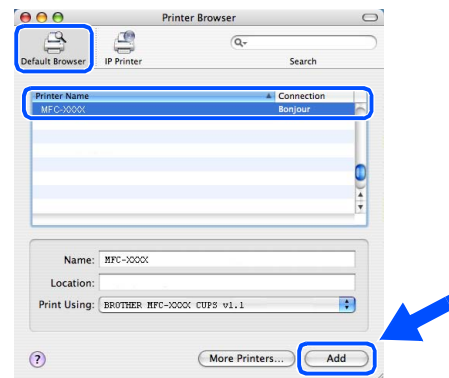 Printer Browser
Default Browser IP Printer Search
Printer Name Connection
MFC-XXXX Bonjour
Name: MFC-XXXX
Location:
Print Using: BROTHER MFC-XXXX CUPS v1.1
? More Printers... Add